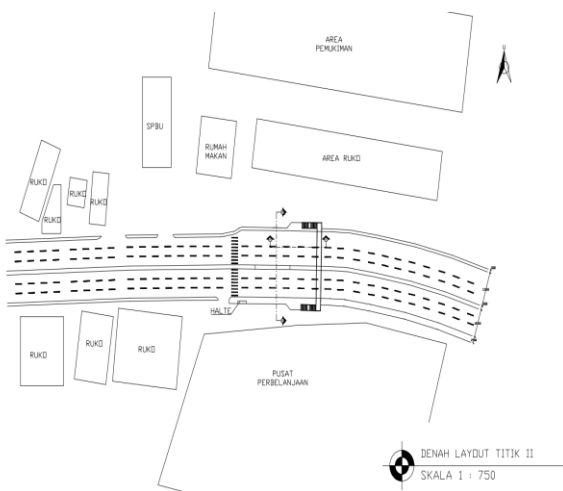 AREA
PEMUKIMAN
SPBU
RUMAH
MAKAN
AREA RUKO
RUKO
RUKO
RUKO
RUKO
HALTE
RUKO
RUKO
RUKO
PUSAT
PERBELANJAAN
DENAH LAYOUT TITIK II
SKALA 1 : 750